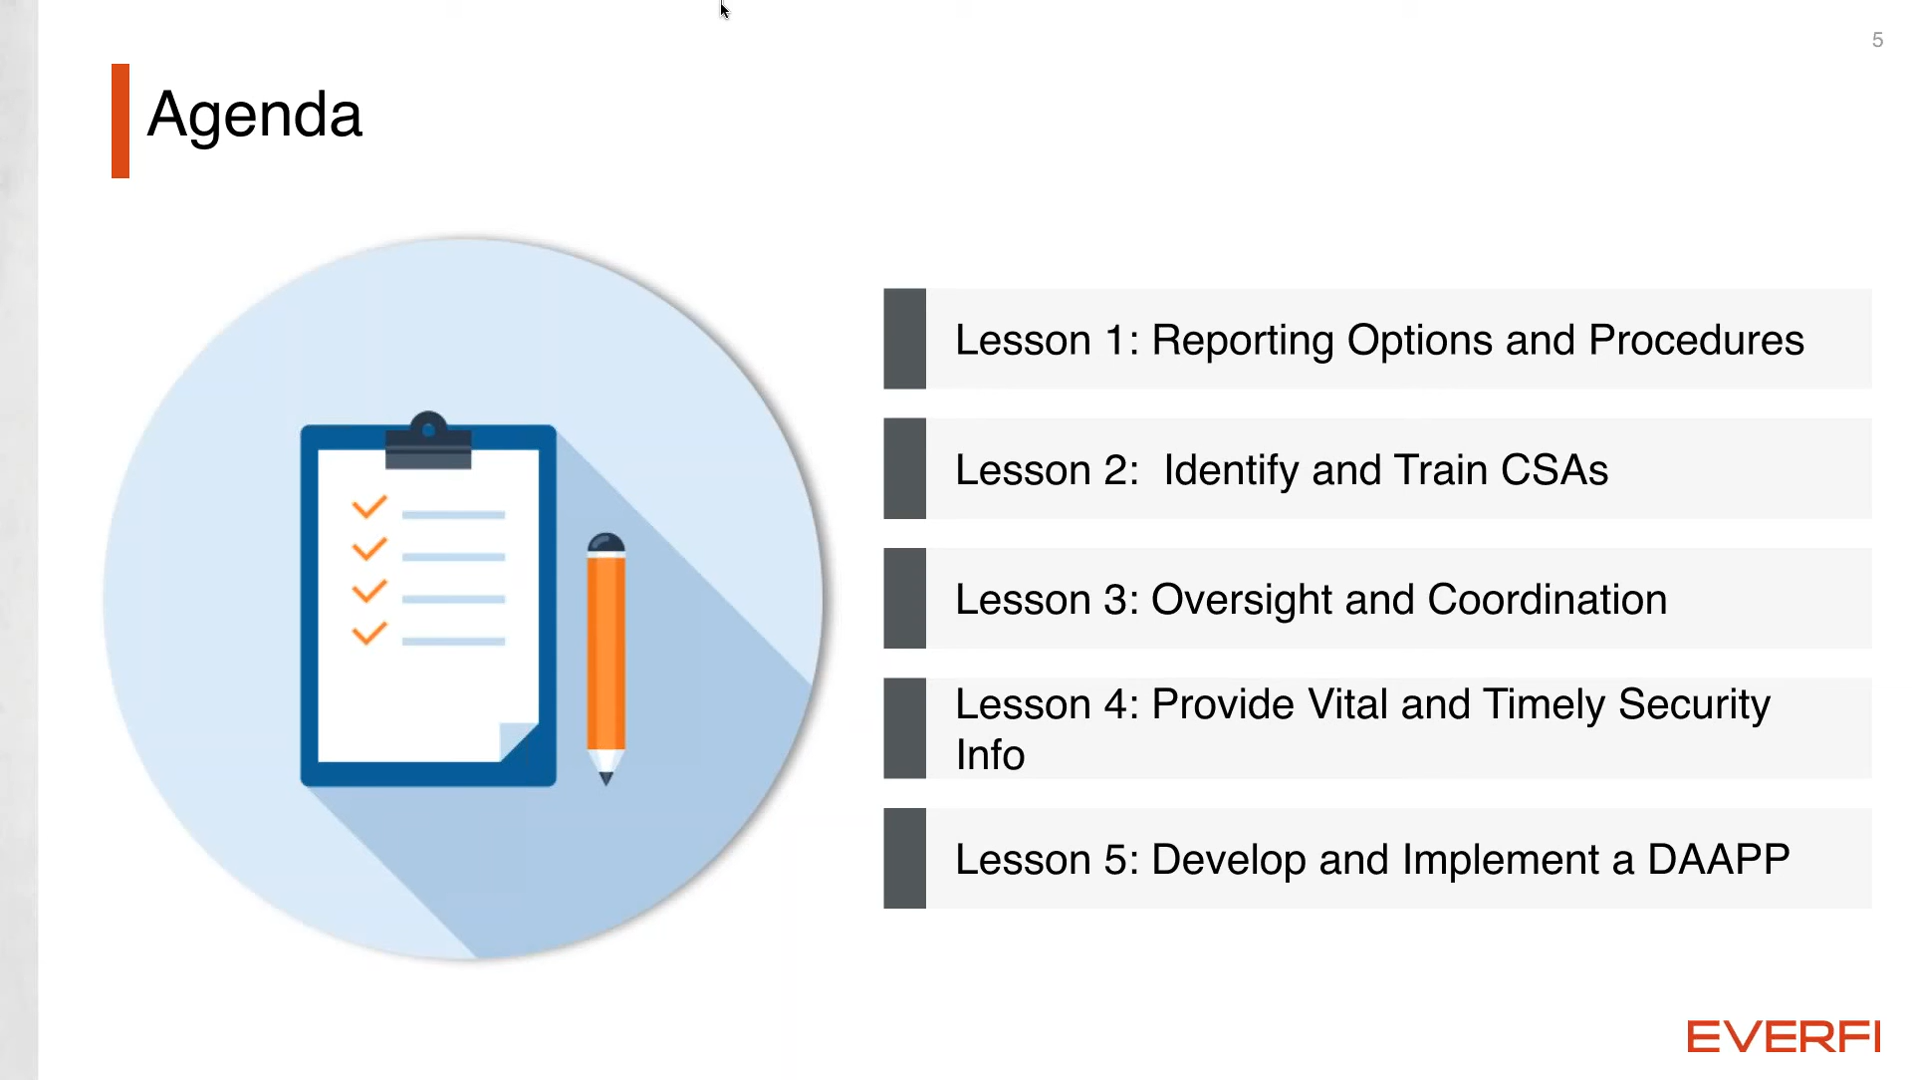 5
Agenda
Lesson 1: Reporting Options and Procedures
Lesson 2:  Identify and Train CSAs
Lesson 3: Oversight and Coordination
Lesson 4: Provide Vital and Timely Security
Info
Lesson 5: Develop and Implement a DAAPP
EVERFI